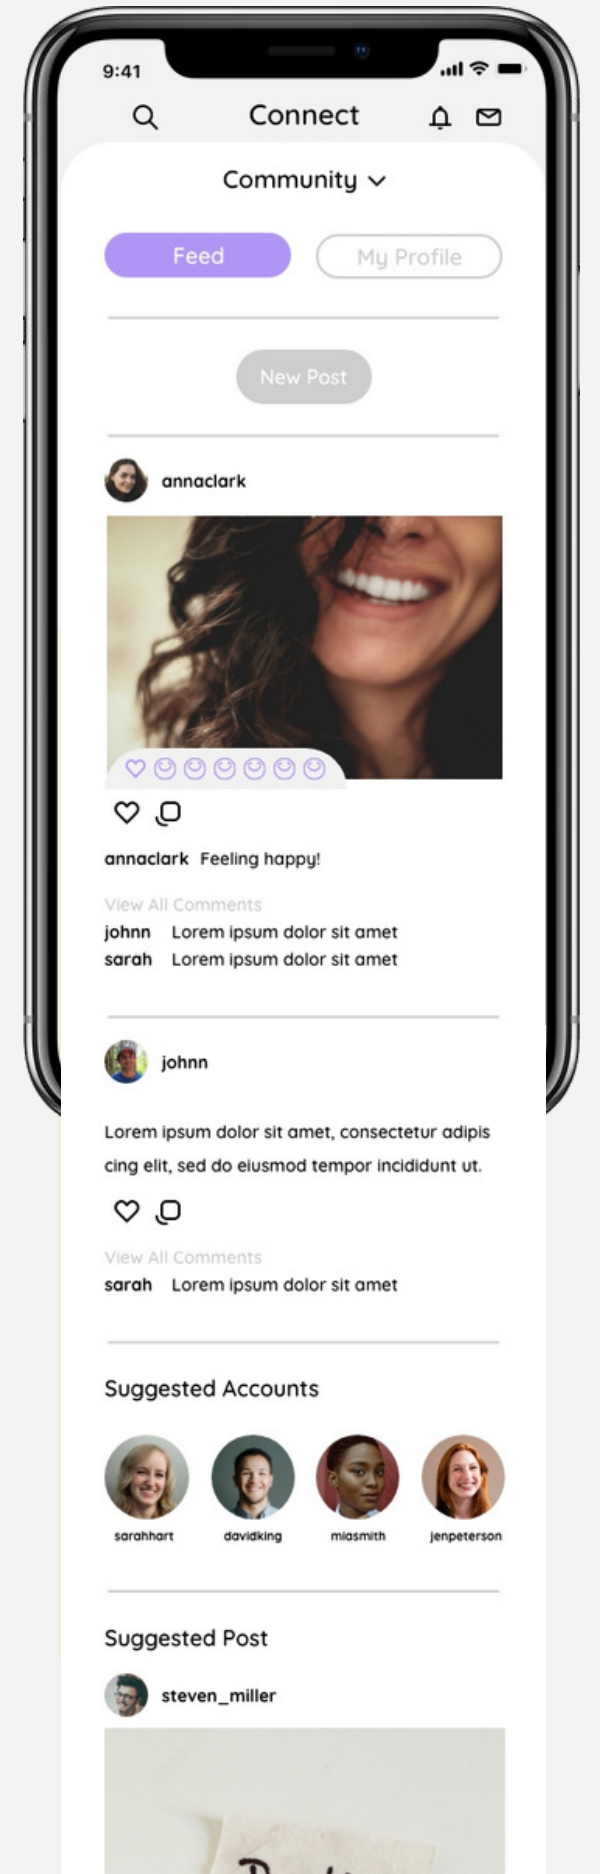 9:41
Connect
Community
Feed
My Profile
New Post
annaclark
annaclark Feeling happy!
View All Comments
johnn Lorem ipsum dolor sit amet
sarah Lorem ipsum dolor sit amet
johnn
Lorem ipsum dolor sit amet, consectetur adipis
cing elit, sed do eiusmod tempor incididunt ut.
View All Comments
sarah Lorem ipsum dolor sit amet
Suggested Accounts
sarahhart davidking miasmith jenpeterson
Suggested Post
steven_miller